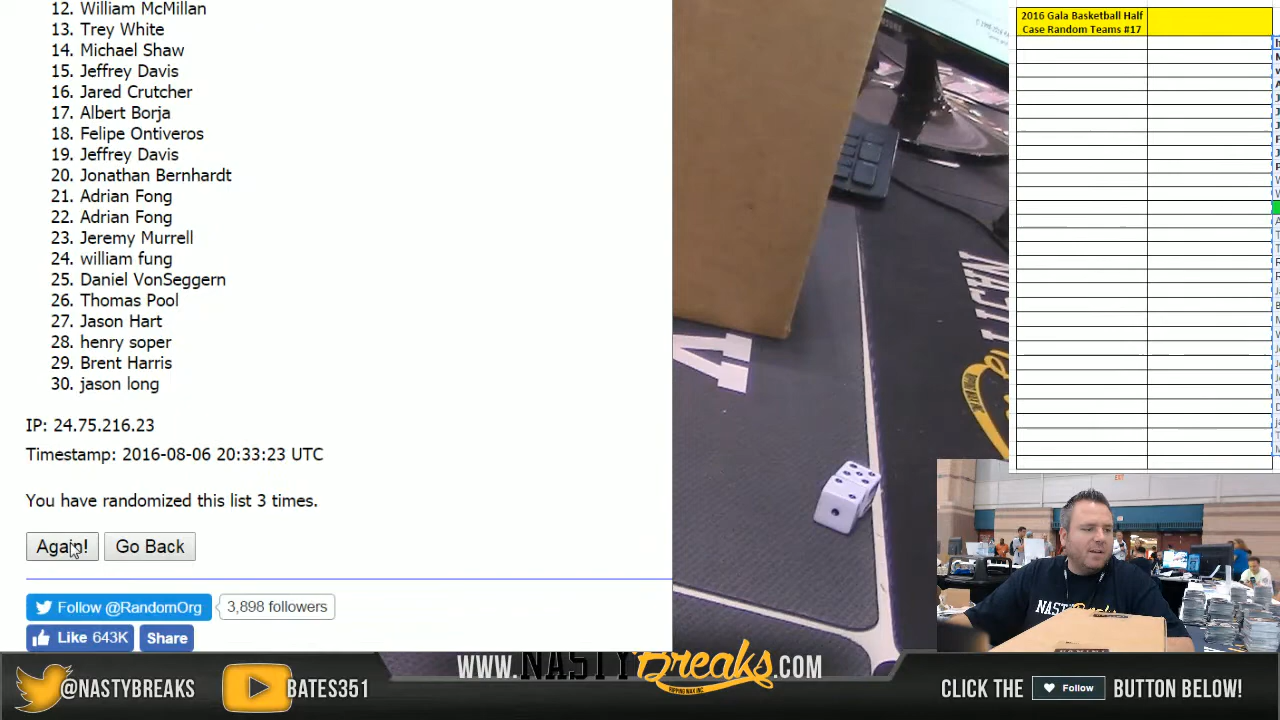 12. William McMillan
13. Trey White
14. Michael Shaw
15. Jeffrey Davis
16. Jared Crutcher
17. Albert Borja
18. Felipe Ontiveros
19. Jeffrey Davis
20. Jonathan Bernhardt
21. Adrian Fong
22. Adrian Fong
23. Jeremy Murrell
24. william fung
25. Daniel VonSeggern
26. Thomas Pool
27. Jason Hart
28. henry soper
29. Brent Harris
30. jason long
IP: 24.75.216.23
Timestamp: 2016-08-06 20:33:23 UTC
You have randomized this list 3 times.
Again! Go Back
Follow @RandomOrg 3,898 followers
Like 643K Share
2016 Gala Basketball Half
Case Random Teams #17
NASTY Breaks
@NASTYBREAKS
BATES351
WWW.NASTYBreaks.COM
RIPPING WAX INC
CLICK THE Follow BUTTON BELOW!